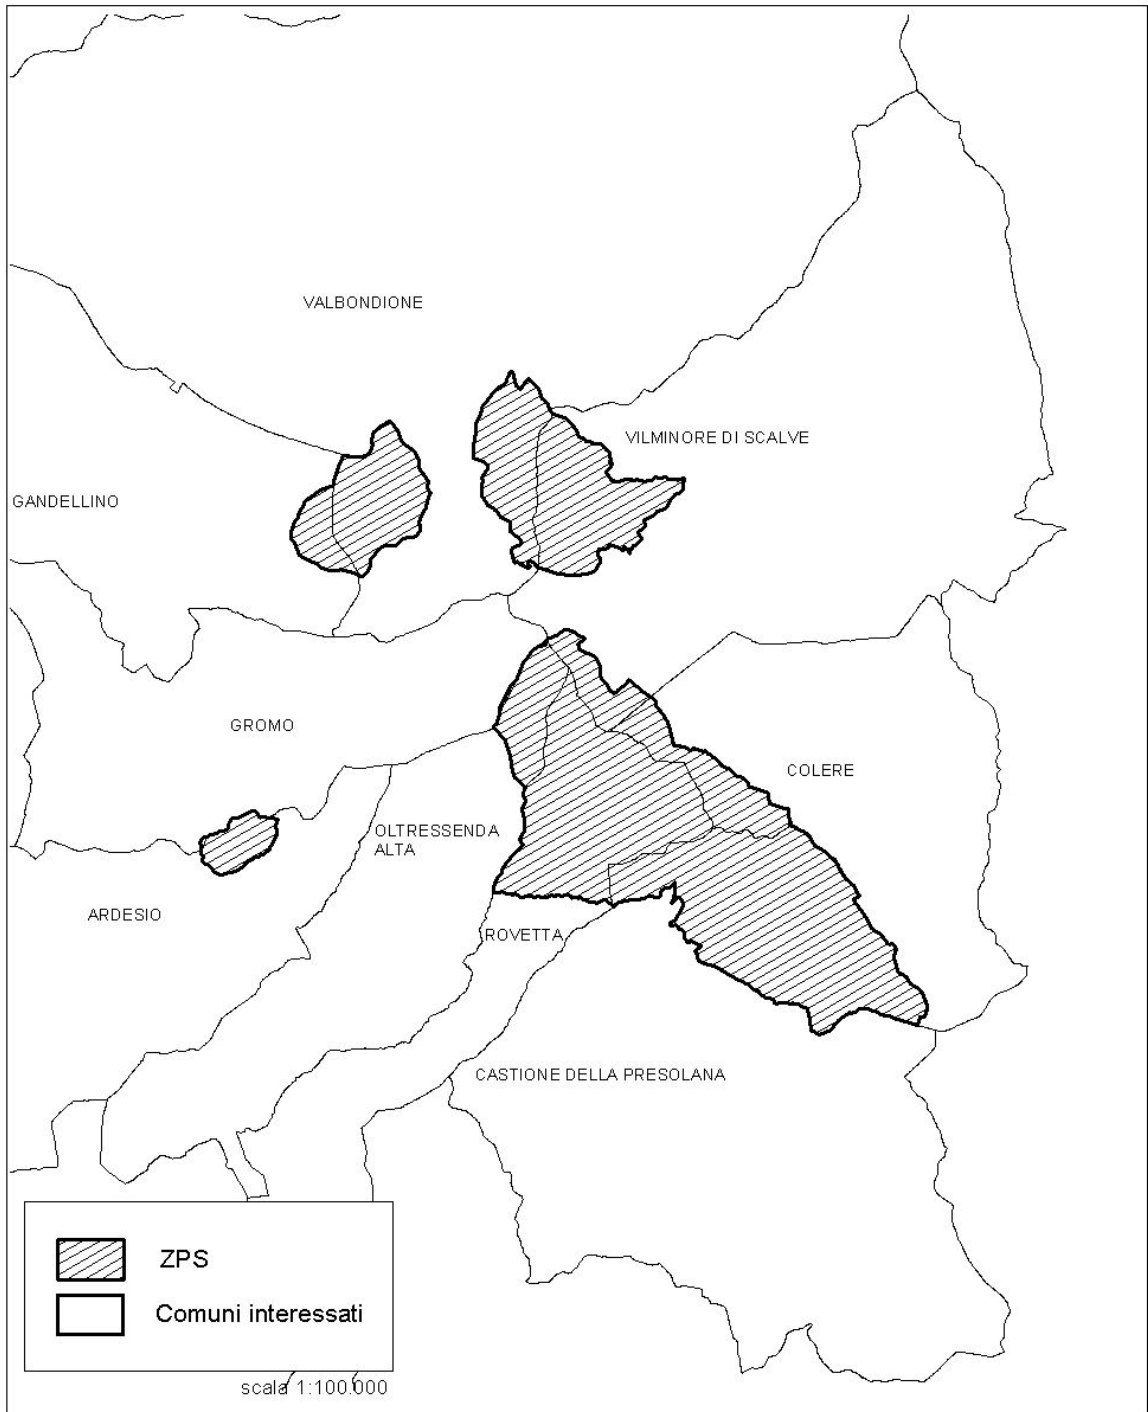 VALBONDIONE
VILMINORE DI SCALVE
GANDELLINO
GROMO
COLERE
OLTRESSENDA
ALTA
ARDESIO
ROVETTA
CASTIONE DELLA PRESOLANA
ZPS
Comuni interessati
scala 1:100.000